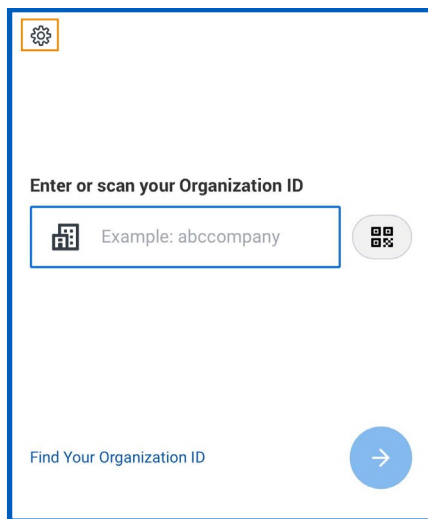 Enter or scan your Organization ID
Example: abccompany
Find Your Organization ID